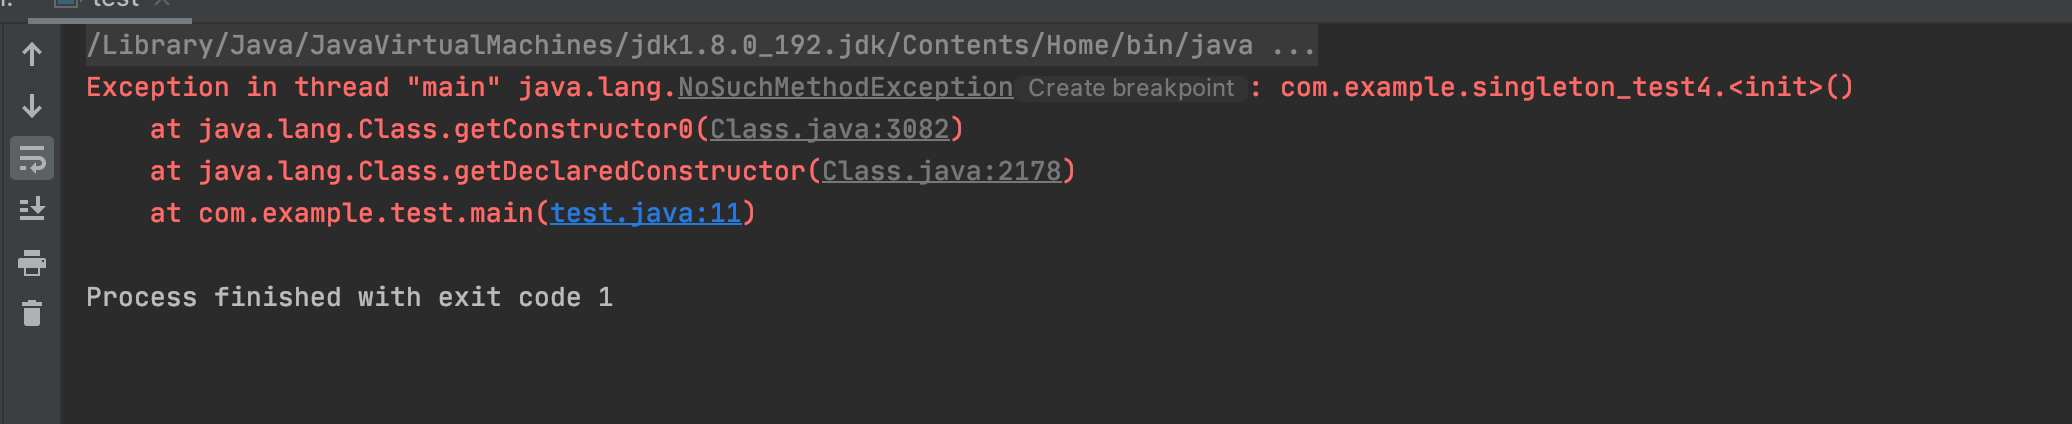 test
/Library/Java/JavaVirtualMachines/jdk1.8.0_192.jdk/Contents/Home/bin/java ...
Exception in thread "main" java.lang.NoSuchMethodException Create breakpoint : com.example.singleton_test4.<init>()
at java.lang.Class.getConstructor0(Class.java:3082)
at java.lang.Class.getDeclaredConstructor(Class.java:2178)
at com.example.test.main(test.java:11)
Process finished with exit code 1